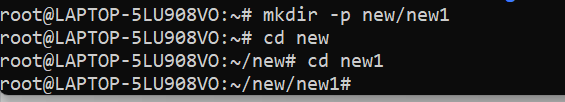 root@LAPTOP-5LU908VO:~# mkdir -p new/new1
root@LAPTOP-5LU908VO:~# cd new
root@LAPTOP-5LU908VO:~/new# cd new1
root@LAPTOP-5LU908VO:~/new/new1#